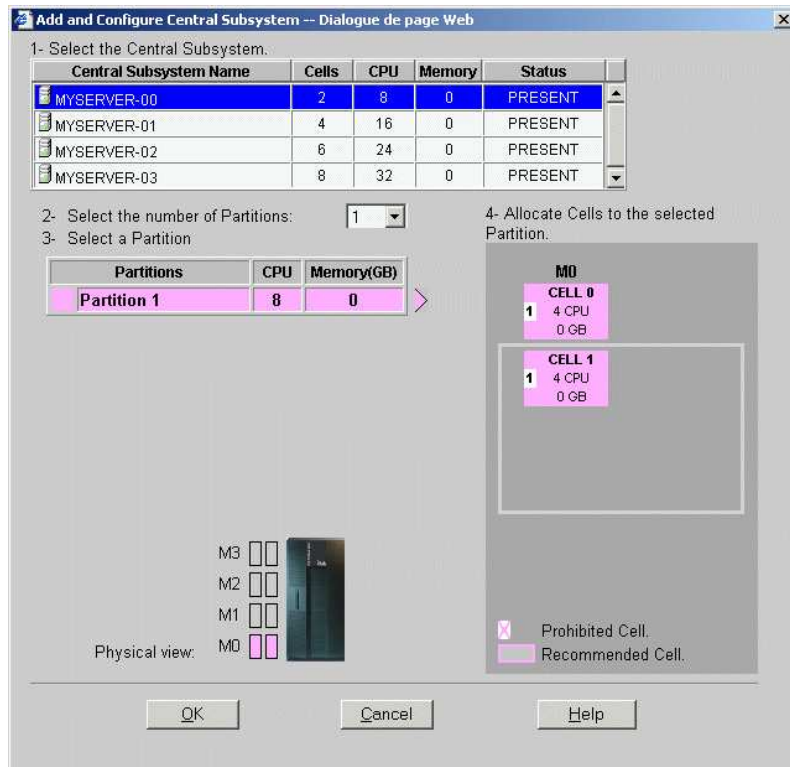 Add and Configure Central Subsystem -- Dialogue de page Web
1- Select the Central Subsystem.
Central Subsystem Name Cells CPU Memory Status
MYSERVER-00 2 8 0 PRESENT
MYSERVER-01 4 16 0 PRESENT
MYSERVER-02 6 24 0 PRESENT
MYSERVER-03 8 32 0 PRESENT
2- Select the number of Partitions: 1
3- Select a Partition
Partitions CPU Memory(GB)
Partition 1 8 0
4- Allocate Cells to the selected
Partition.
M0
CELL 0
1 4 CPU
0 GB
CELL 1
1 4 CPU
0 GB
M3
M2
M1
Physical view: M0
Prohibited Cell.
Recommended Cell.
OK Cancel Help